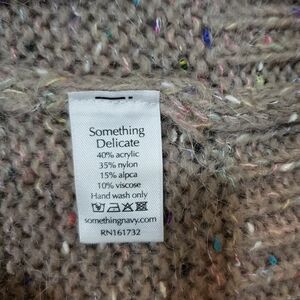 Something
Delicate
40% acrylic
35% nylon
15% alpca
10% viscose
Hand wash only
somethingnavy.com
RN161732